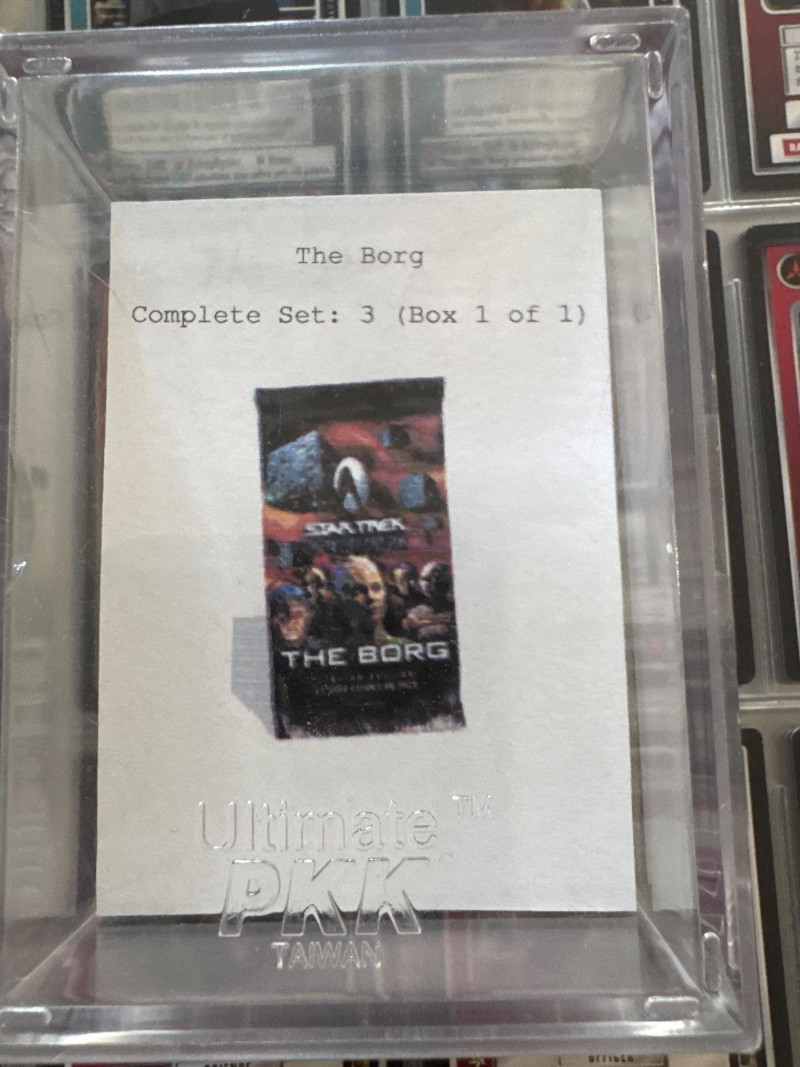 The Borg
Complete Set: 3 (Box 1 of 1)
STAR TREK
THE BORG
Ultimate™
PKK
TAIWAN